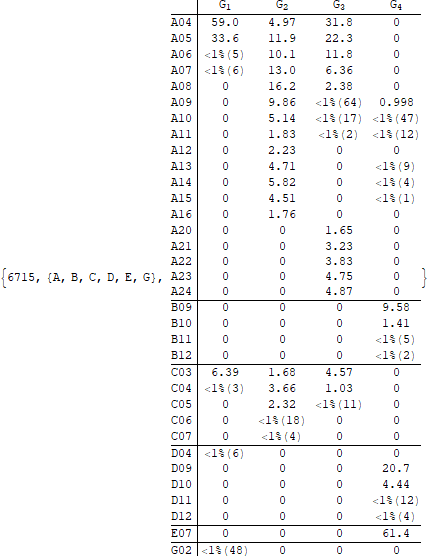 G1 G2 G3 G4
A04 59.0 4.97 31.8 0
A05 33.6 11.9 22.3 0
A06 <1%(5) 10.1 11.8 0
A07 <1%(6) 13.0 6.36 0
A08 0 16.2 2.38 0
A09 0 9.86 <1%(64) 0.998
A10 0 5.14 <1%(17) <1%(47)
A11 0 1.83 <1%(2) <1%(12)
A12 0 2.23 0 0
A13 0 4.71 0 <1%(9)
A14 0 5.82 0 <1%(4)
A15 0 4.51 0 <1%(1)
A16 0 1.76 0 0
A20 0 0 1.65 0
A21 0 0 3.23 0
A22 0 0 3.83 0
{6715, {A, B, C, D, E, G}, A23 0 0 4.75 0 }
A24 0 0 4.87 0
B09 0 0 0 9.58
B10 0 0 0 1.41
B11 0 0 0 <1%(5)
B12 0 0 0 <1%(2)
C03 6.39 1.68 4.57 0
C04 <1%(3) 3.66 1.03 0
C05 0 2.32 <1%(11) 0
C06 0 <1%(18) 0 0
C07 0 <1%(4) 0 0
D04 <1%(6) 0 0 0
D09 0 0 0 20.7
D10 0 0 0 4.44
D11 0 0 0 <1%(12)
D12 0 0 0 <1%(4)
E07 0 0 0 61.4
G02 <1%(48) 0 0 0